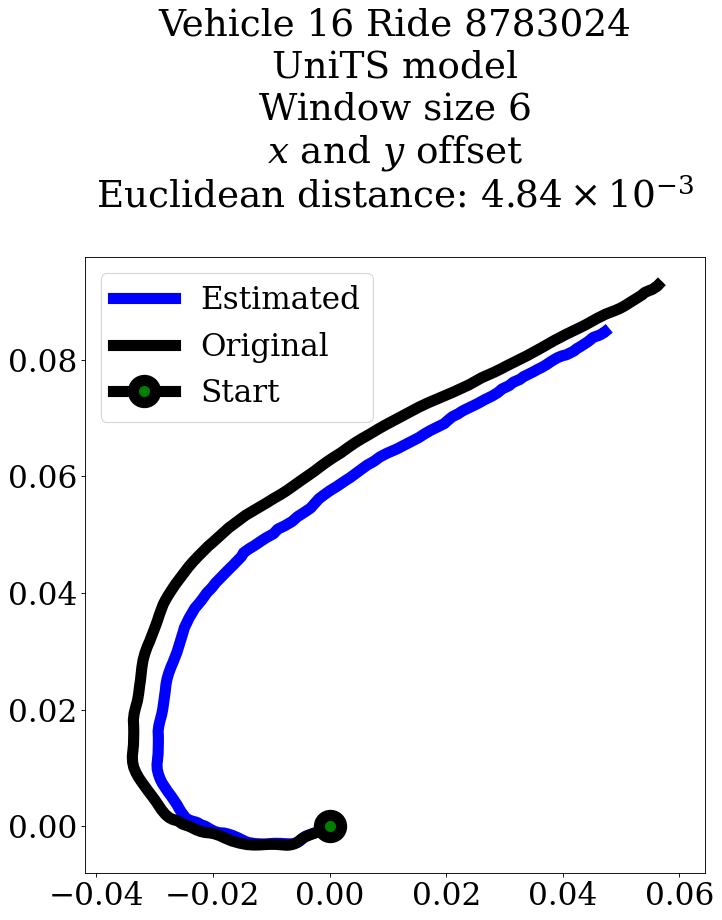 Vehicle 16 Ride 8783024
UniTS model
Window size 6
x and y offset
Euclidean distance: 4.84 × 10⁻³
Estimated
Original
Start
0.08
0.06
0.04
0.02
0.00
−0.04 −0.02 0.00 0.02 0.04 0.06